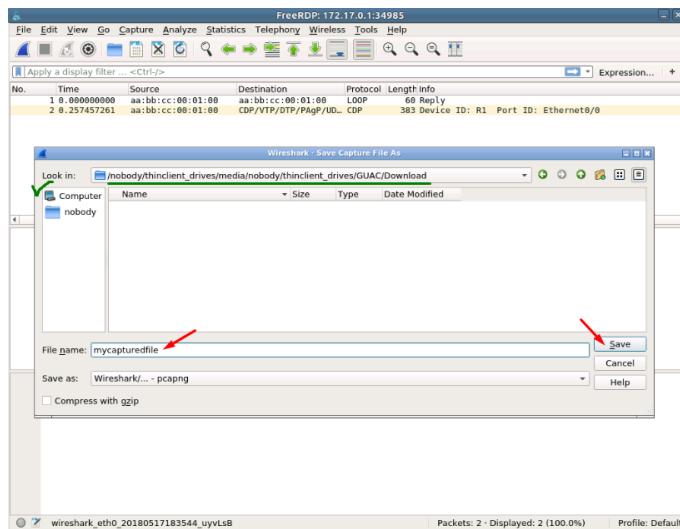 FreeRDP: 172.17.0.1:34985
File Edit View Go Capture Analyze Statistics Telephony Wireless Tools Help
Apply a display filter ... <Ctrl-/> Expression... +
No. Time Source Destination Protocol Length Info
1 0.000000000 aa:bb:cc:00:01:00 aa:bb:cc:00:01:00 LOOP 60 Reply
2 0.257457261 aa:bb:cc:00:01:00 CDP/VTP/DTP/PAgP/UD… CDP 383 Device ID: R1 Port ID: Ethernet0/0
Wireshark · Save Capture File As
Look in: /nobody/thinclient_drives/media/nobody/thinclient_drives/GUAC/Download
Computer Name Size Type Date Modified
nobody
File name: mycapturedfile Save
Cancel
Save as: Wireshark/... - pcapng Help
Compress with gzip
wireshark_eth0_20180517183544_uyvLsB Packets: 2 · Displayed: 2 (100.0%) Profile: Default